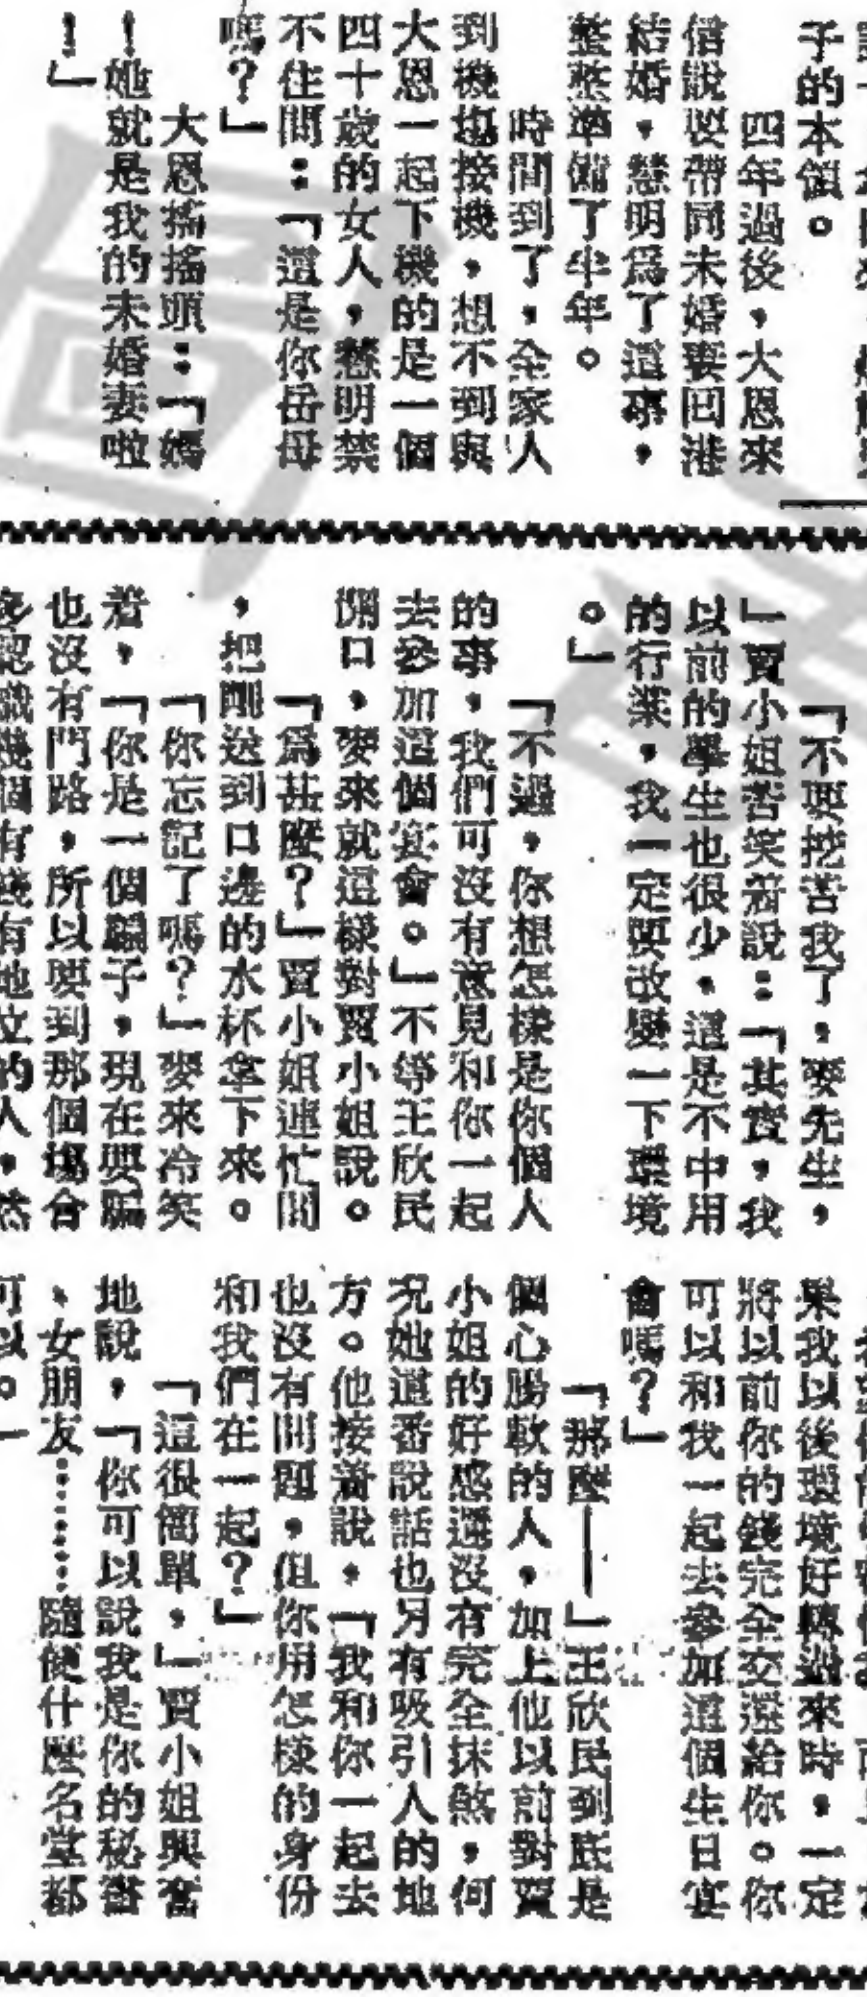 子的本領。
四年過後，大恩來
信說要帶同未婚妻回港
結婚，慧明爲了這事，
整整準備了半年。
時間到了，全家人
到機塲接機，想不到與
大恩一起下機的是一個
四十歲的女人，慧明禁
不住問：「這是你岳母
嗎？」
大恩搖搖頭：「媽
！她就是我的未婚妻啦
！」
「不要挖苦我了，麥先生，
」賈小姐苦笑着說：「其實，我
以前的學生也很少，還是不中用
的行業，我一定要改變一下環境
。」
「不過，你想怎樣是你個人
的事，我們可沒有意見和你一起
去參加這個宴會。」不等王欣民
開口，麥來就這樣對賈小姐說。
「爲甚麼？」賈小姐連忙問
，把剛送到口邊的水杯拿下來。
「你忘記了嗎？」麥來冷笑
着，「你是一個騙子，現在要騙
也沒有門路，所以要到那個塲合
多認識幾個有錢有地位的人，然
果我以後環境好轉過來時，一定
將以前你的錢完全交還給你。你
可以和我一起去參加這個生日宴
會嗎？」
「那麼——」王欣民到底是
個心腸軟的人，加上他以前對賈
小姐的好感還沒有完全抹煞，何
况她這番說話也另有吸引人的地
方。他接着說，「我和你一起去
也沒有問題，但你用怎樣的身份
和我們在一起？」
「這很簡單，」賈小姐興奮
地說，「你可以說我是你的秘書
、女朋友………隨便什麼名堂都
可以。」